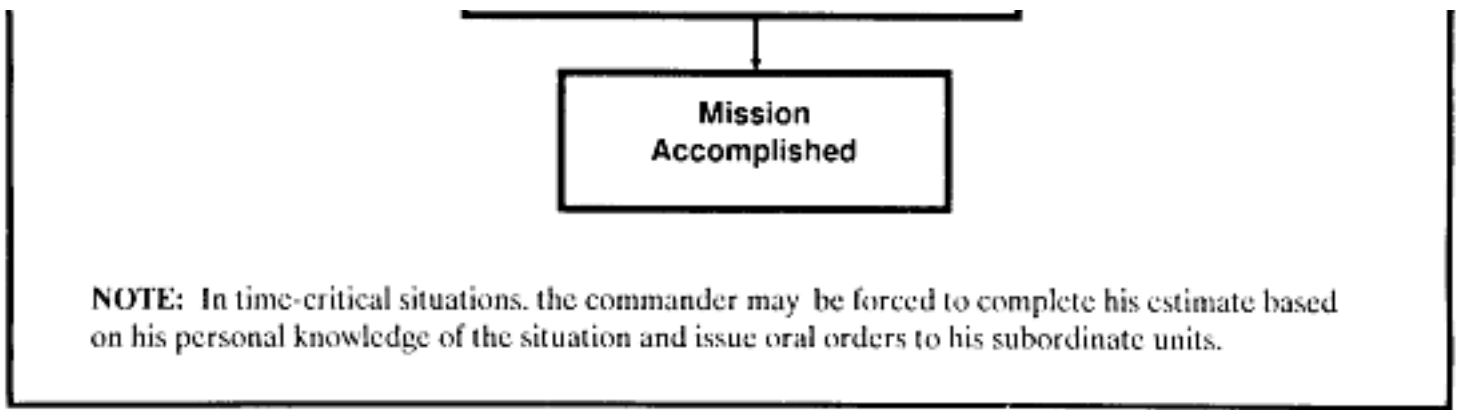 Mission
Accomplished
NOTE: In time-critical situations. the commander may be forced to complete his estimate based
on his personal knowledge of the situation and issue oral orders to his subordinate units.